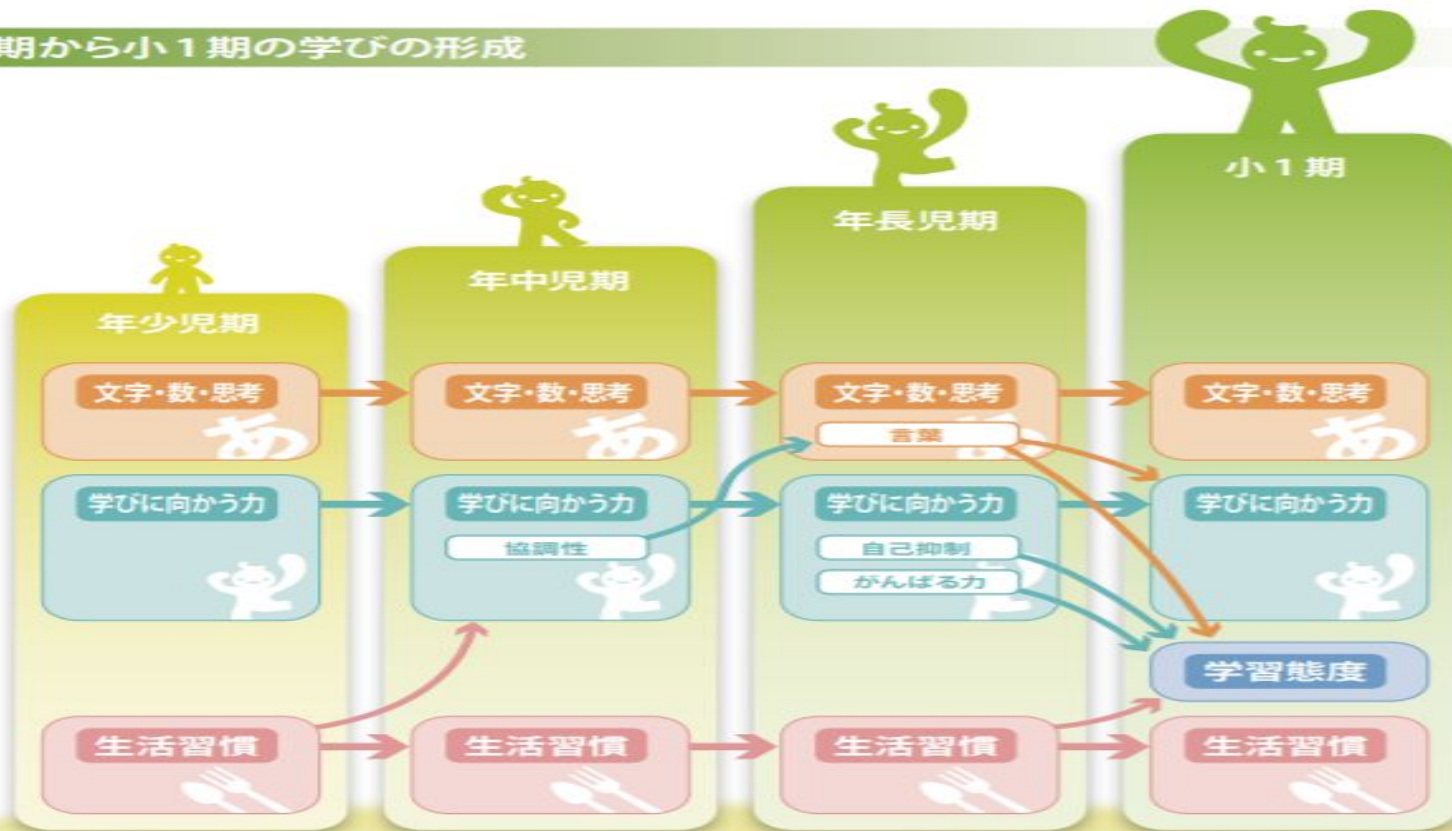 期から小1期の学びの形成
年少児期
文字・数・思考
あ
学びに向かう力
生活習慣
年中児期
文字・数・思考
あ
学びに向かう力
協調性
生活習慣
年長児期
文字・数・思考
あ
言葉
学びに向かう力
自己抑制
がんばる力
生活習慣
小1期
文字・数・思考
あ
学びに向かう力
学習態度
生活習慣